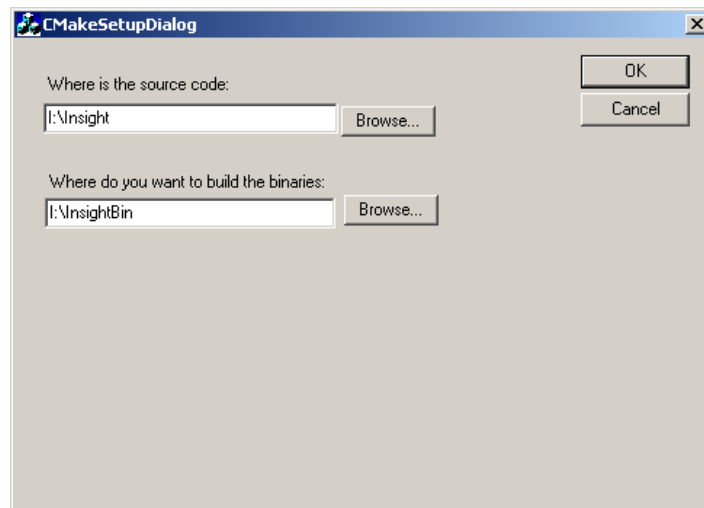 CMakeSetupDialog
OK
Where is the source code:
I:\Insight
Browse...
Cancel
Where do you want to build the binaries:
I:\InsightBin
Browse...